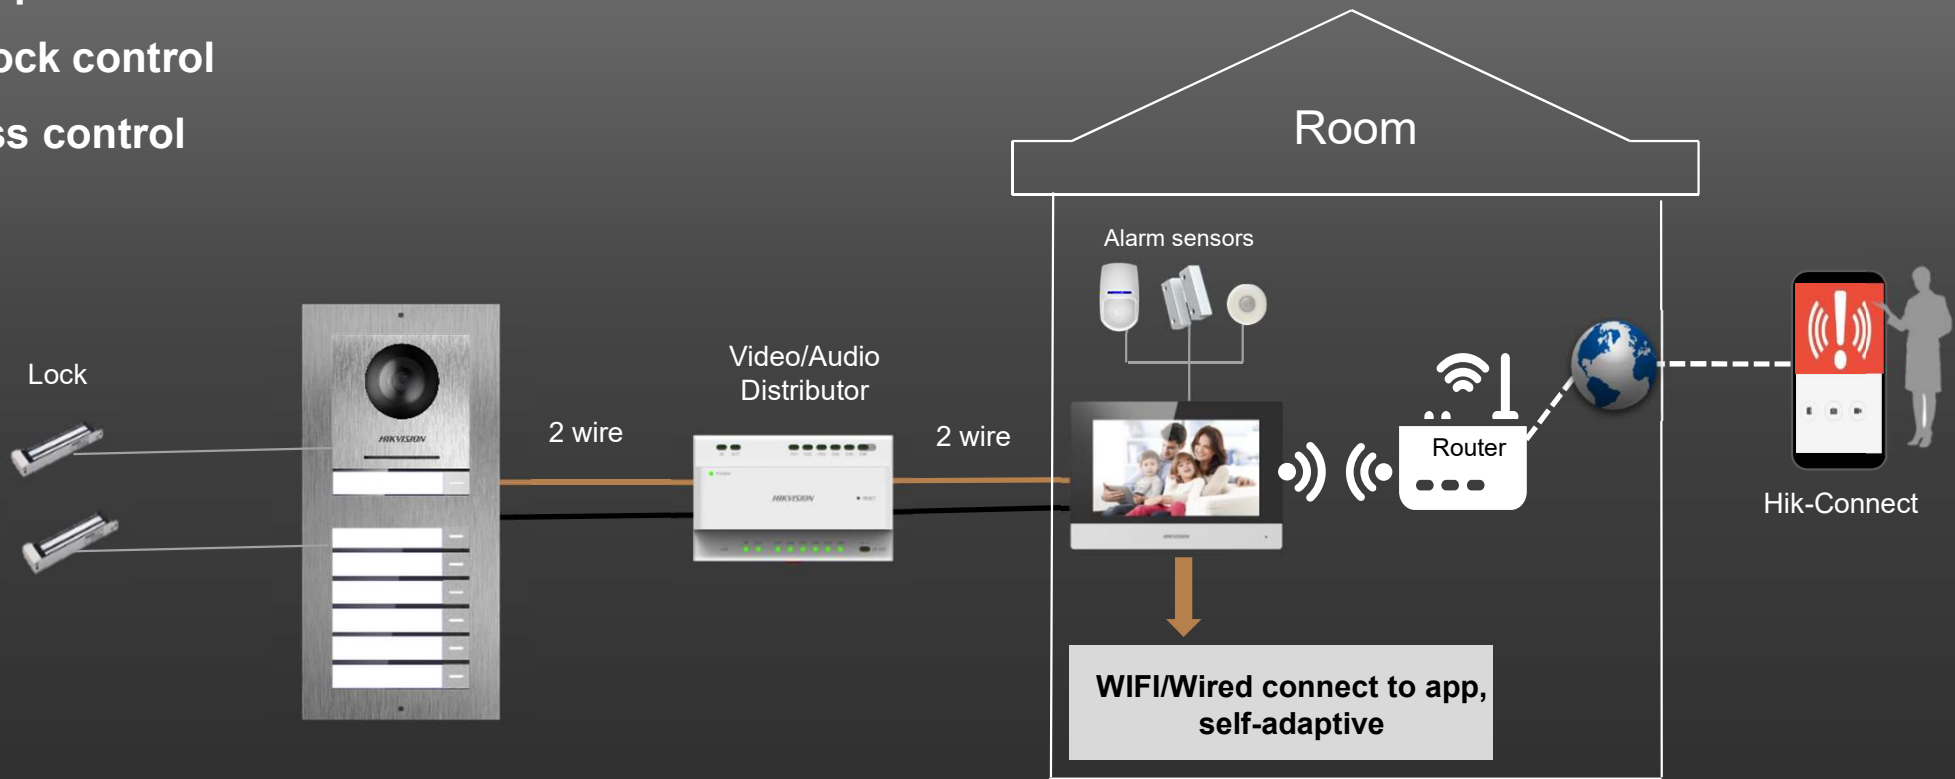 ock control
ss control
Room
Alarm sensors
Lock
Video/Audio
Distributor
2 wire
2 wire
HIKVISION
HIKVISION
HIKVISION
Router
Hik-Connect
WIFI/Wired connect to app,
self-adaptive